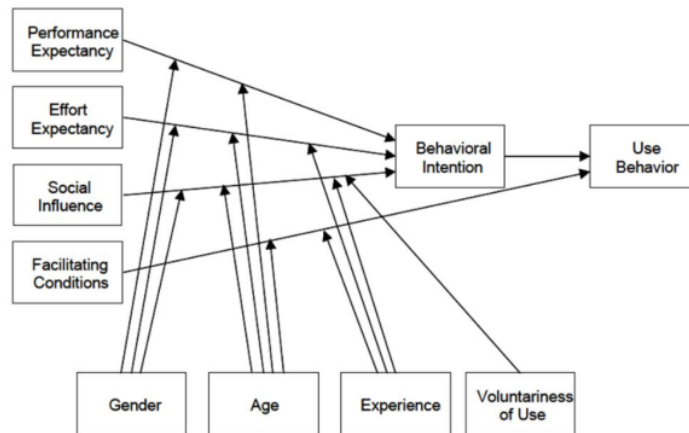 Performance
Expectancy
Effort
Expectancy
Social
Influence
Facilitating
Conditions
Behavioral
Intention
Use
Behavior
Gender
Age
Experience
Voluntariness
of Use